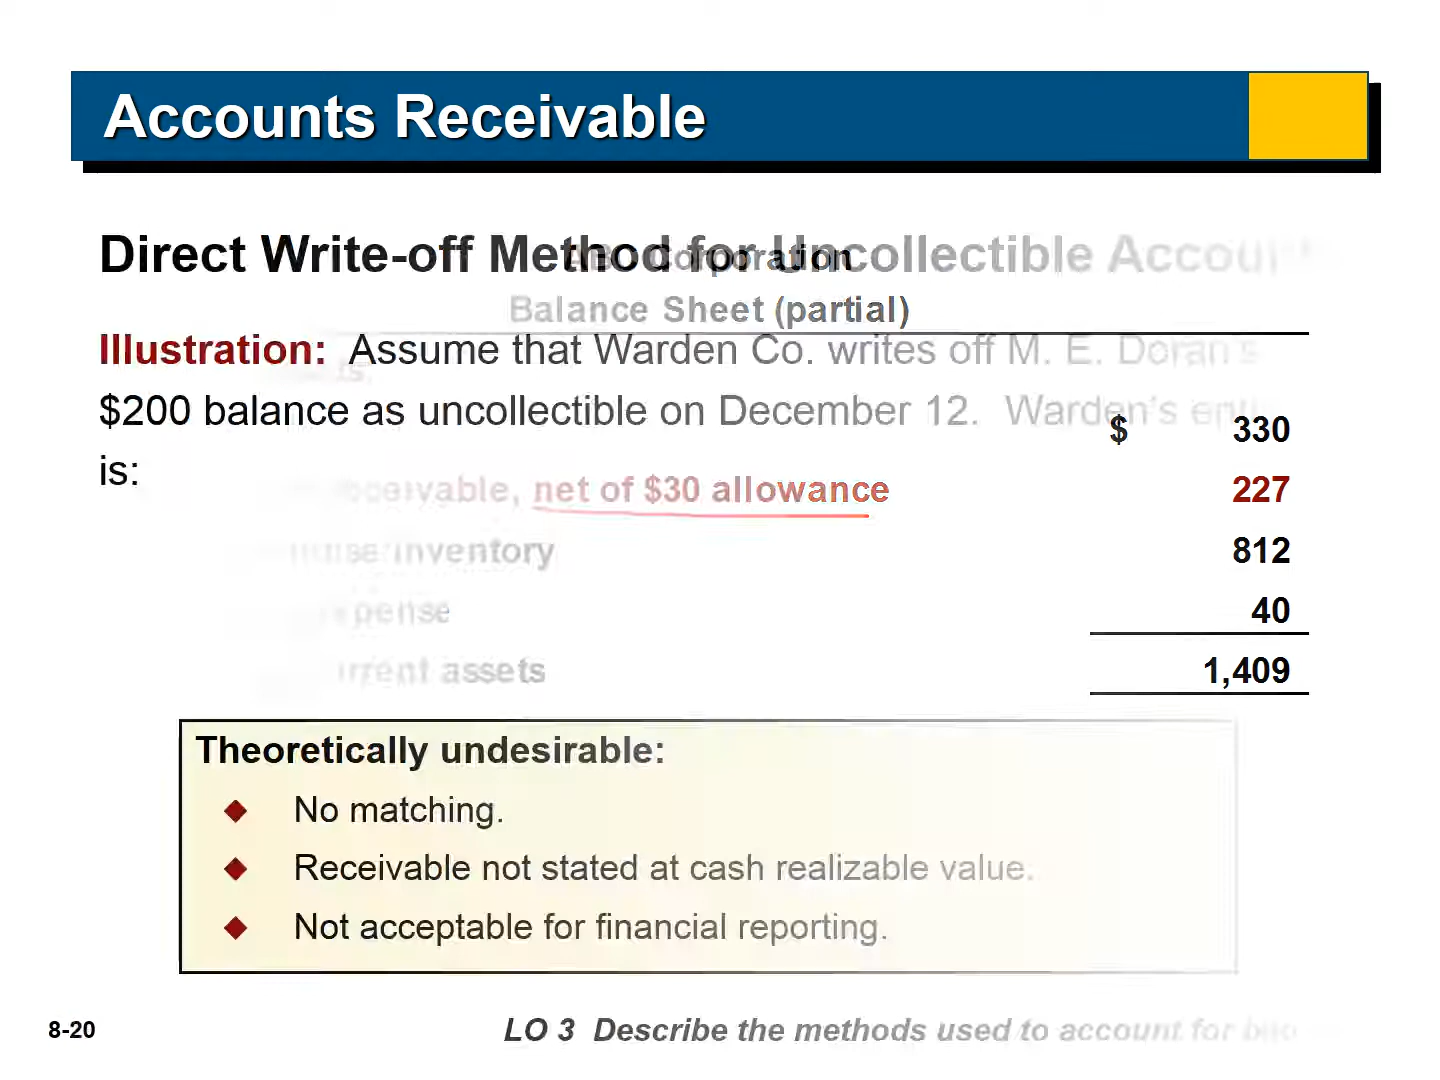 Accounts Receivable
Direct Write-off Method for Uncollectible
Corporation
Balance Sheet (partial)
Illustration: Assume that Warden Co. writes off M. E. Doran's
$200 balance as uncollectible on December 12. Warden's
$ 330
is:
net of $30 allowance 227
Inventory 812
40
assets 1,409
Theoretically undesirable:
No matching.
Receivable not stated at cash realizable value.
Not acceptable for financial reporting.
8-20
LO 3 Describe the methods used to account for